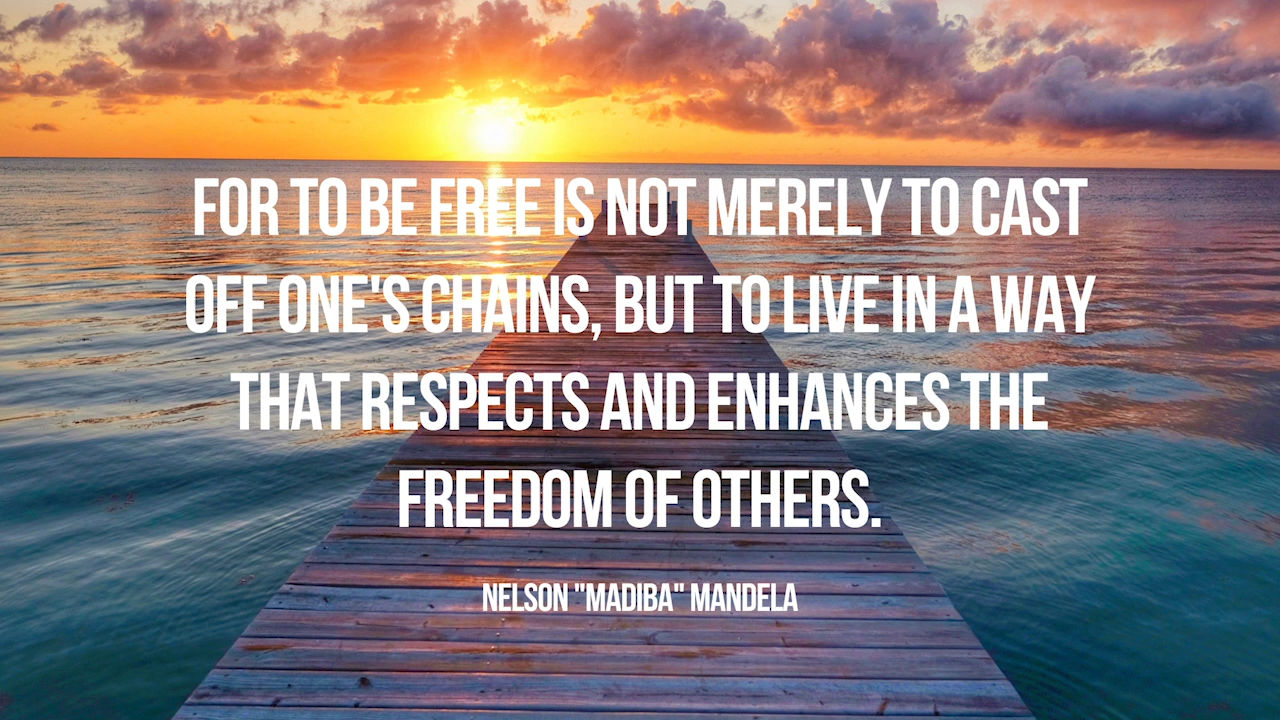 FOR TO BE FREE IS NOT MERELY TO CAST
OFF ONE'S CHAINS, BUT TO LIVE IN A WAY
THAT RESPECTS AND ENHANCES THE
FREEDOM OF OTHERS.
NELSON "MADIBA" MANDELA